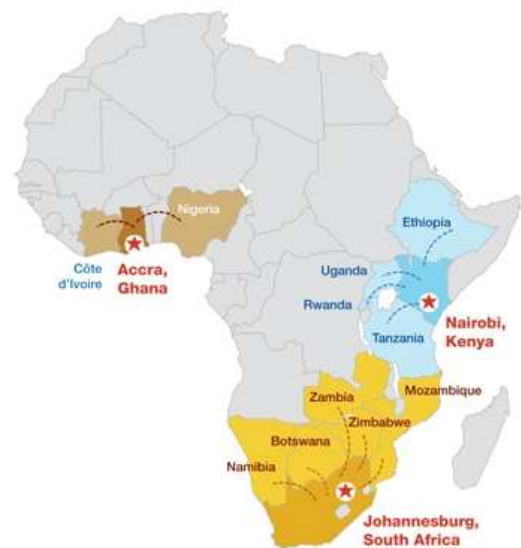 Nigeria
Côte
d'Ivoire
Accra,
Ghana
Ethiopia
Uganda
Rwanda
Tanzania
Nairobi,
Kenya
Zambia
Mozambique
Zimbabwe
Botswana
Namibia
Johannesburg,
South Africa